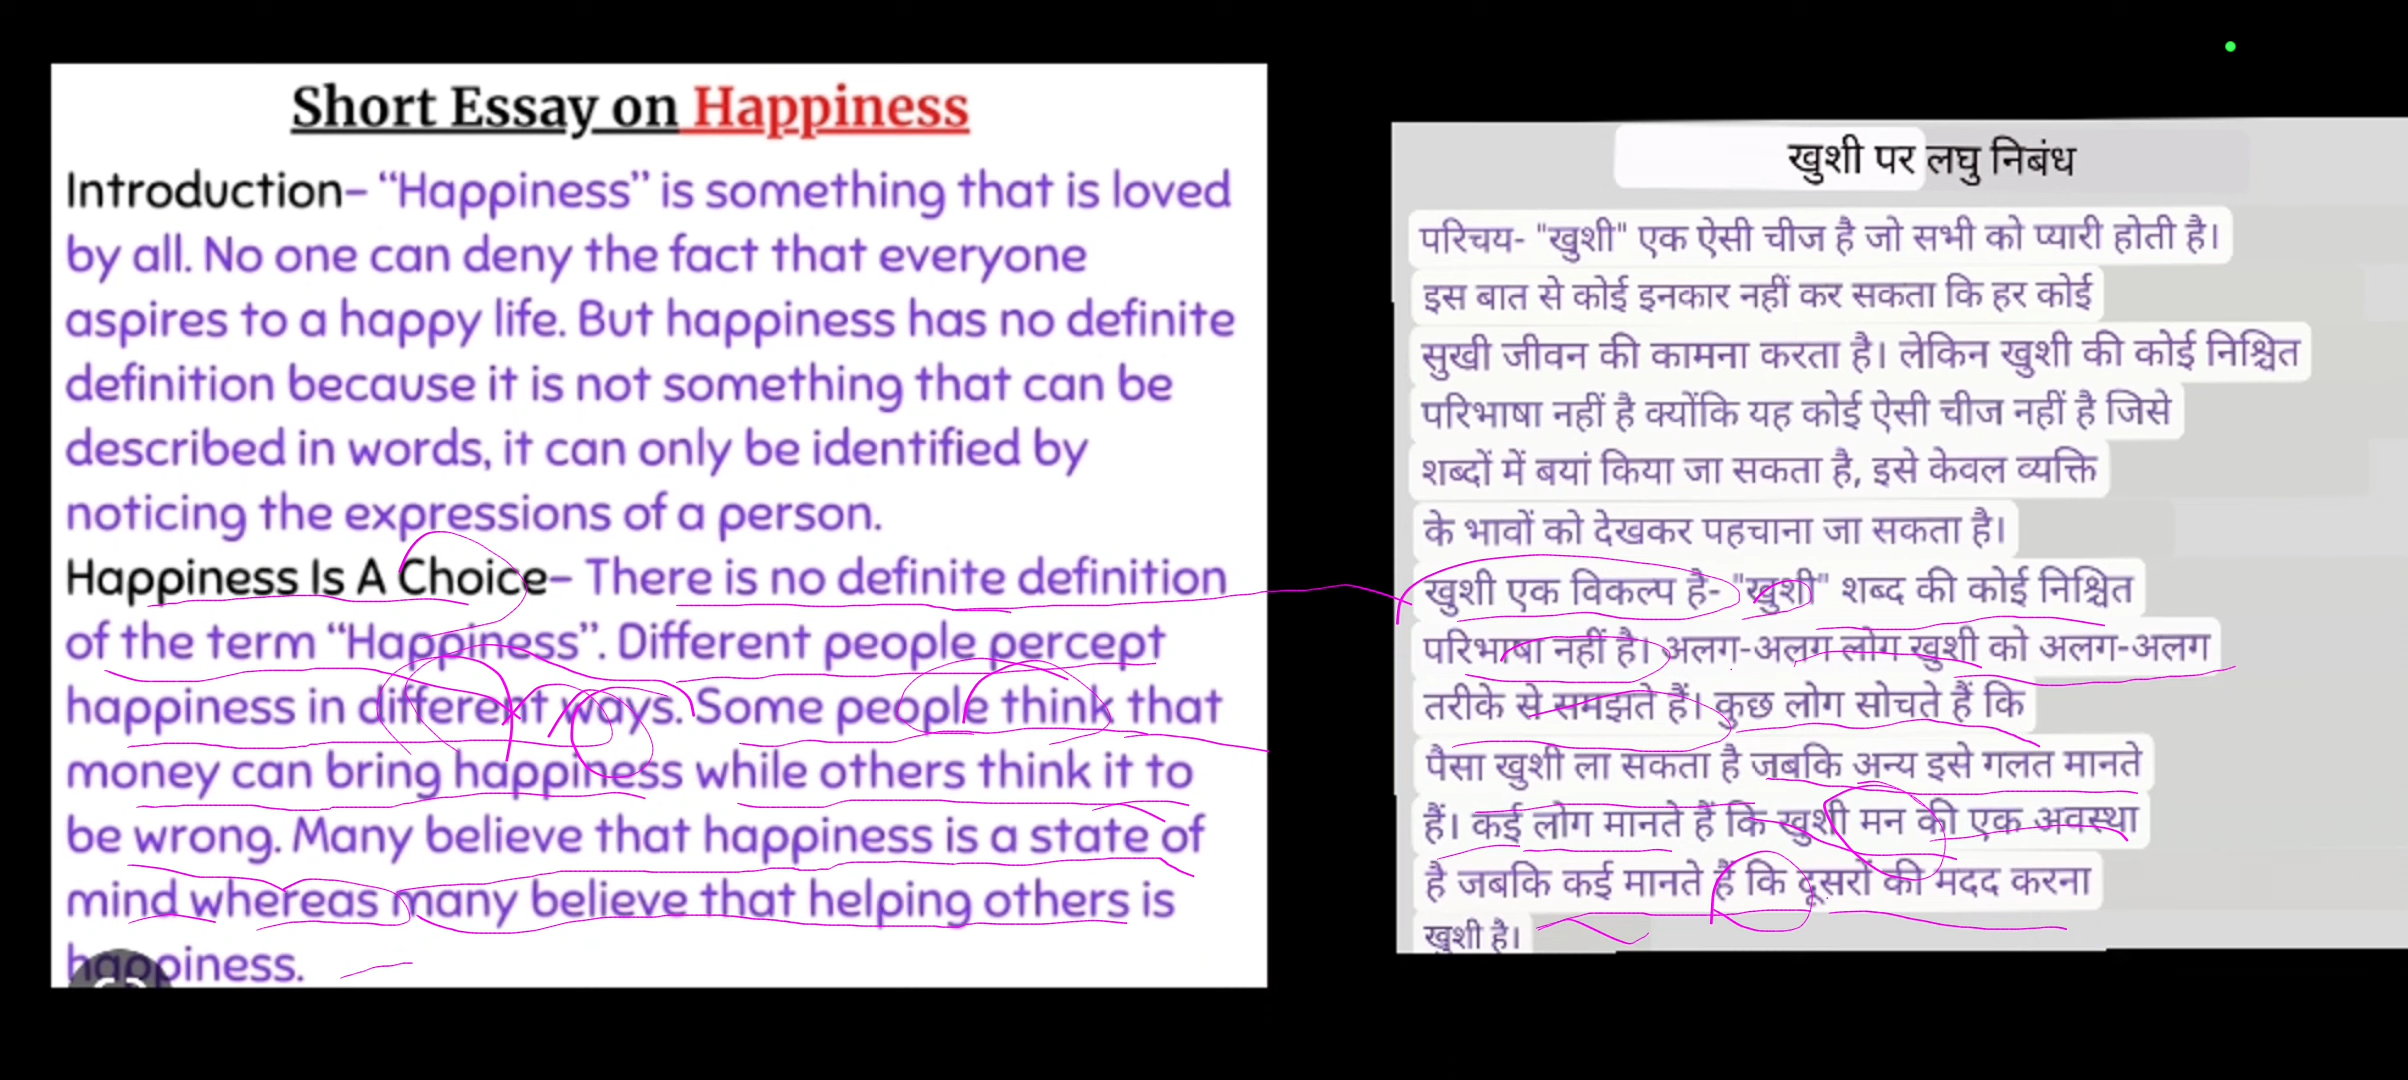 Short Essay on Happiness
Introduction– “Happiness” is something that is loved
by all. No one can deny the fact that everyone
aspires to a happy life. But happiness has no definite
definition because it is not something that can be
described in words, it can only be identified by
noticing the expressions of a person.
Happiness Is A Choice– There is no definite definition
of the term “Happiness”. Different people percept
happiness in different ways. Some people think that
money can bring happiness while others think it to
be wrong. Many believe that happiness is a state of
mind whereas many believe that helping others is
happiness.
खुशी पर लघु निबंध
परिचय- "खुशी" एक ऐसी चीज है जो सभी को प्यारी होती है।
इस बात से कोई इनकार नहीं कर सकता कि हर कोई
सुखी जीवन की कामना करता है। लेकिन खुशी की कोई निश्चित
परिभाषा नहीं है क्योंकि यह कोई ऐसी चीज नहीं है जिसे
शब्दों में बयां किया जा सकता है, इसे केवल व्यक्ति
के भावों को देखकर पहचाना जा सकता है।
खुशी एक विकल्प है- "खुशी" शब्द की कोई निश्चित
परिभाषा नहीं है। अलग-अलग लोग खुशी को अलग-अलग
तरीके से समझते हैं। कुछ लोग सोचते हैं कि
पैसा खुशी ला सकता है जबकि अन्य इसे गलत मानते
हैं। कई लोग मानते हैं कि खुशी मन की एक अवस्था
है जबकि कई मानते हैं कि दूसरों की मदद करना
खुशी है।